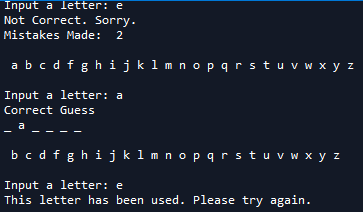 Input a letter: e
Not Correct. Sorry.
Mistakes Made:  2
a b c d f g h i j k l m n o p q r s t u v w x y z
Input a letter: a
Correct Guess
_ a _ _ _ _
b c d f g h i j k l m n o p q r s t u v w x y z
Input a letter: e
This letter has been used. Please try again.